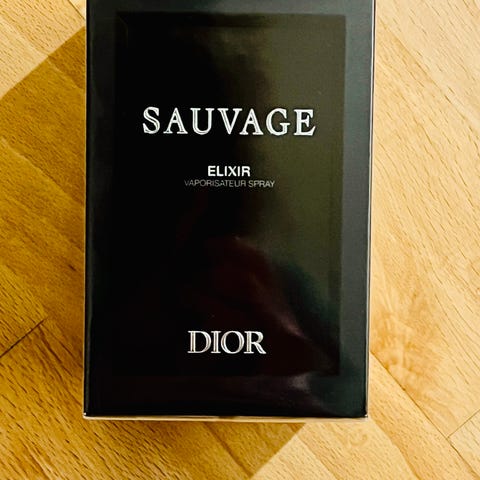 SAUVAGE
ELIXIR
VAPORISATEUR SPRAY
DIOR